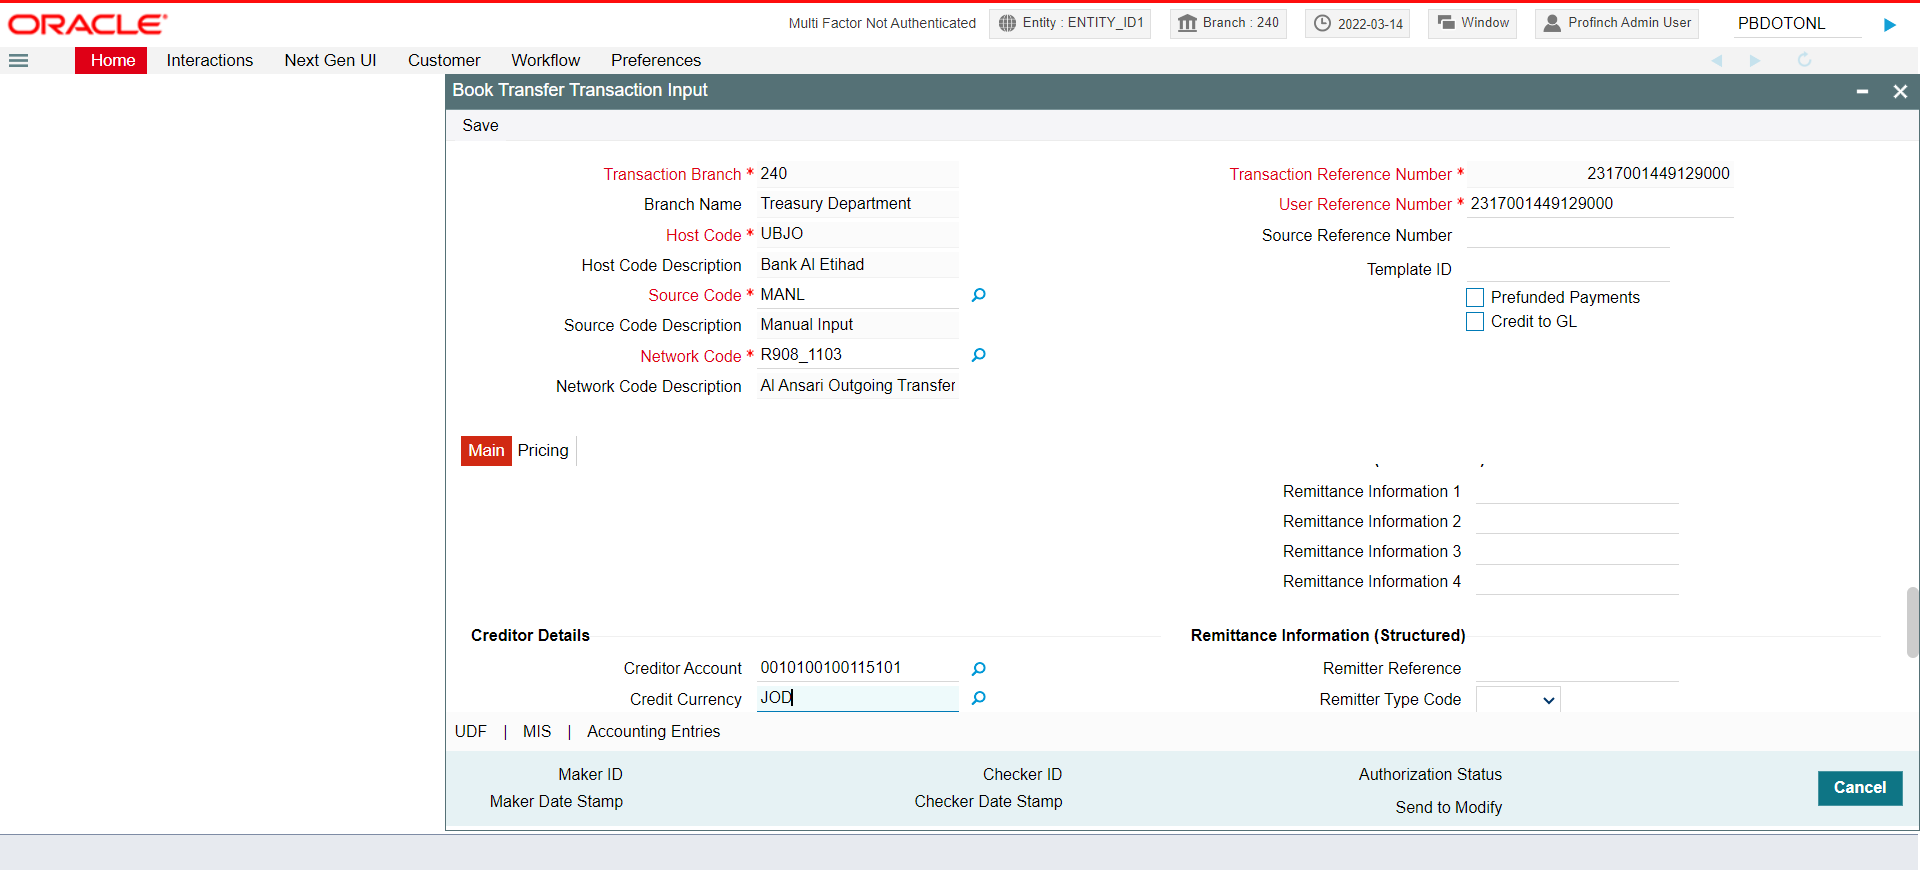 ORACLE
Multi Factor Not Authenticated
Entity : ENTITY_ID1
Branch : 240
2022-03-14
Window
Profinch Admin User
PBDOTONL
Home Interactions Next Gen UI Customer Workflow Preferences
Book Transfer Transaction Input
Save
Transaction Branch * 240
Branch Name Treasury Department
Host Code * UBJO
Host Code Description Bank Al Etihad
Source Code * MANL
Source Code Description Manual Input
Network Code * R908_1103
Network Code Description Al Ansari Outgoing Transfer
Transaction Reference Number * 2317001449129000
User Reference Number * 2317001449129000
Source Reference Number
Template ID
Prefunded Payments
Credit to GL
Main Pricing
Remittance Information 1
Remittance Information 2
Remittance Information 3
Remittance Information 4
Creditor Details
Creditor Account 0010100100115101
Credit Currency JOD
Remittance Information (Structured)
Remitter Reference
Remitter Type Code
UDF | MIS | Accounting Entries
Maker ID
Maker Date Stamp
Checker ID
Checker Date Stamp
Authorization Status
Send to Modify
Cancel